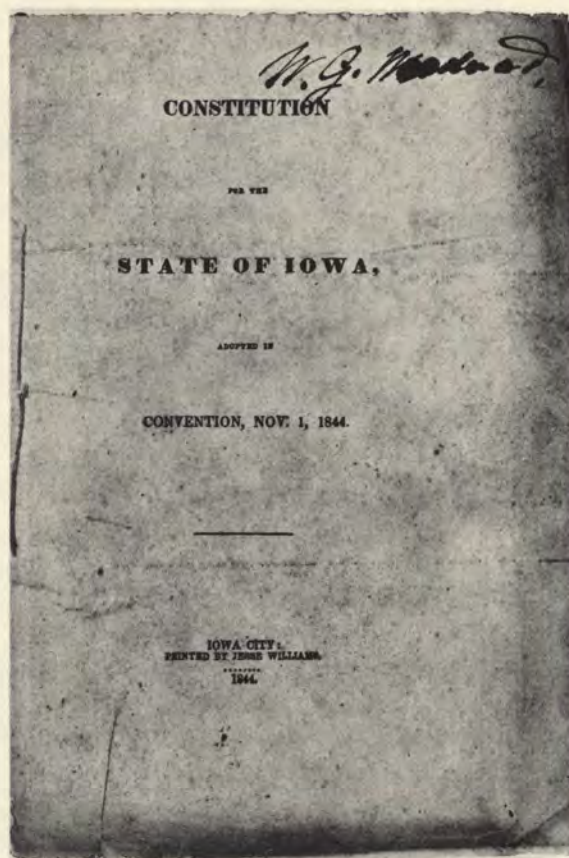 W. G. Woodward,
CONSTITUTION
FOR THE
STATE OF IOWA,
ADOPTED IN
CONVENTION, NOV. 1, 1844.
IOWA CITY:
PRINTED BY JESSE WILLIAMS.
1844.